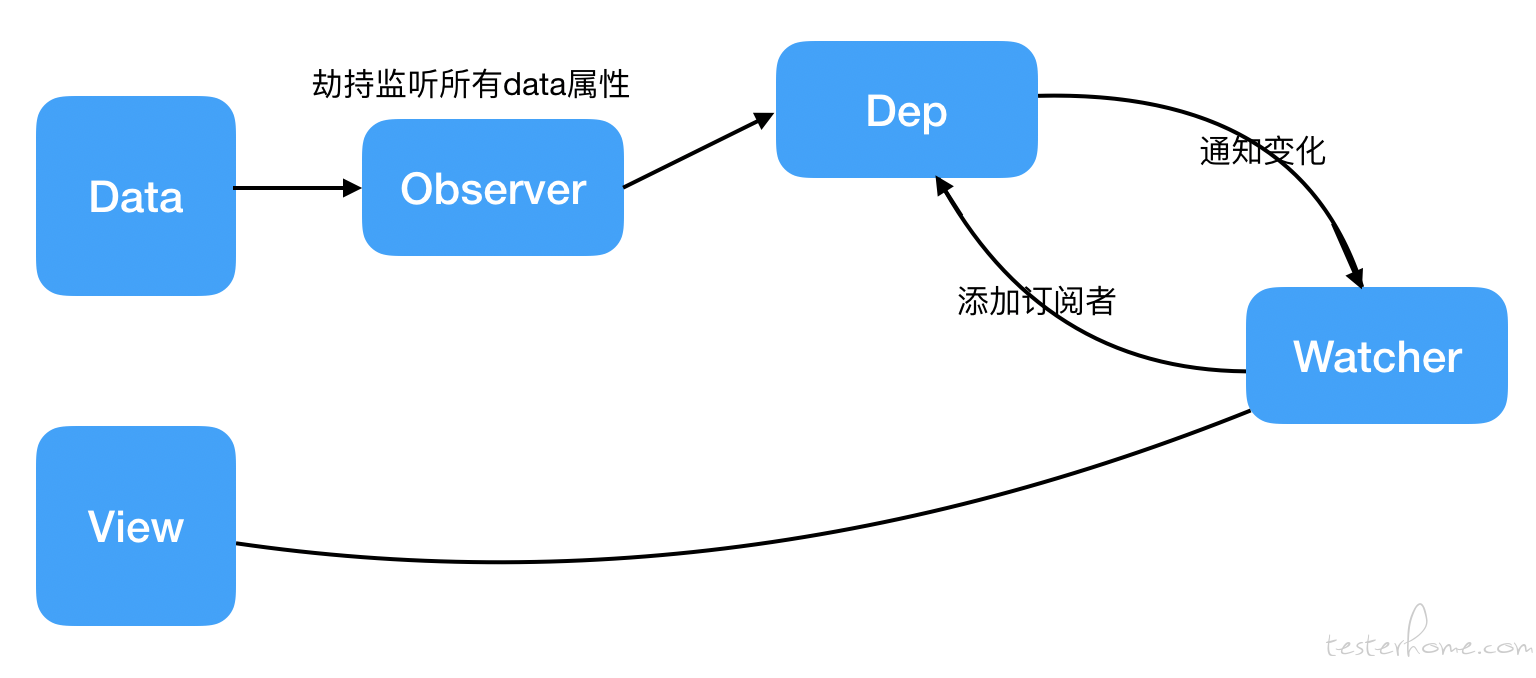 劫持监听所有data属性
Data
Observer
Dep
通知变化
添加订阅者
Watcher
View
testerhome.com